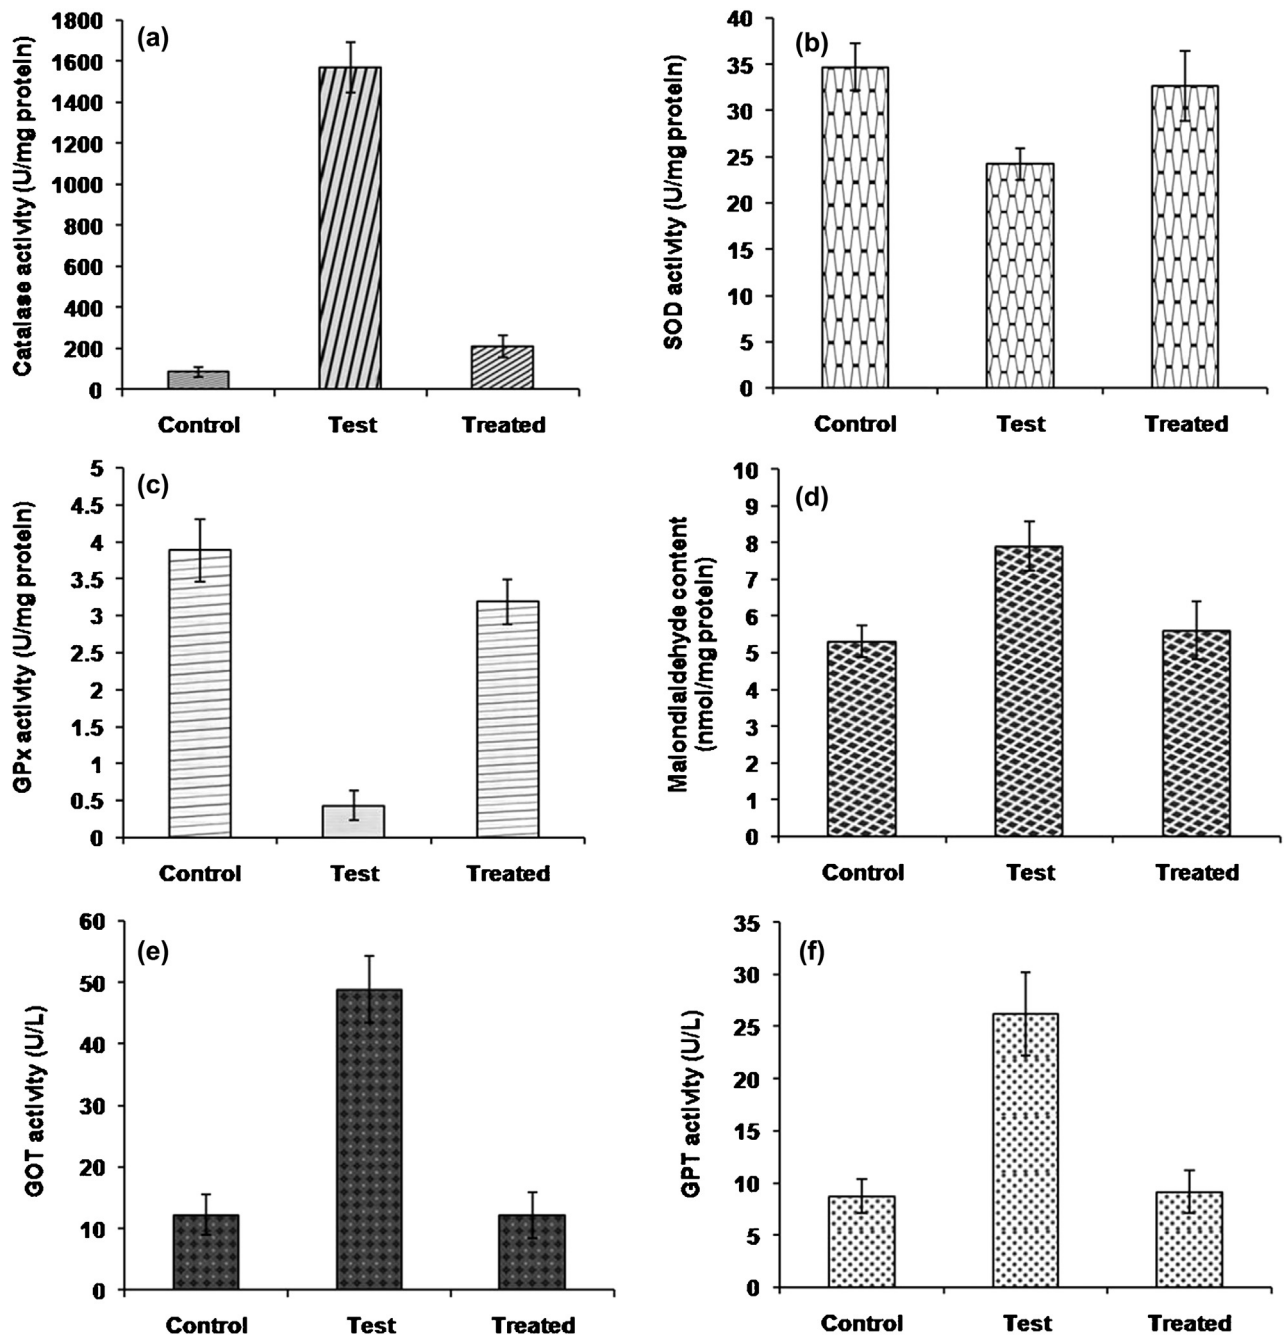 (a)
Catalase activity (U/mg protein)
1800
1600
1400
1200
1000
800
600
400
200
0
Control Test Treated
(b)
SOD activity (U/mg protein)
40
35
30
25
20
15
10
5
0
Control Test Treated
(c)
GPx activity (U/mg protein)
5
4.5
4
3.5
3
2.5
2
1.5
1
0.5
0
Control Test Treated
(d)
Malondialdehyde content
(nmol/mg protein)
10
9
8
7
6
5
4
3
2
1
0
Control Test Treated
(e)
GOT activity (U/L)
60
50
40
30
20
10
0
Control Test Treated
(f)
GPT activity (U/L)
35
30
25
20
15
10
5
0
Control Test Treated